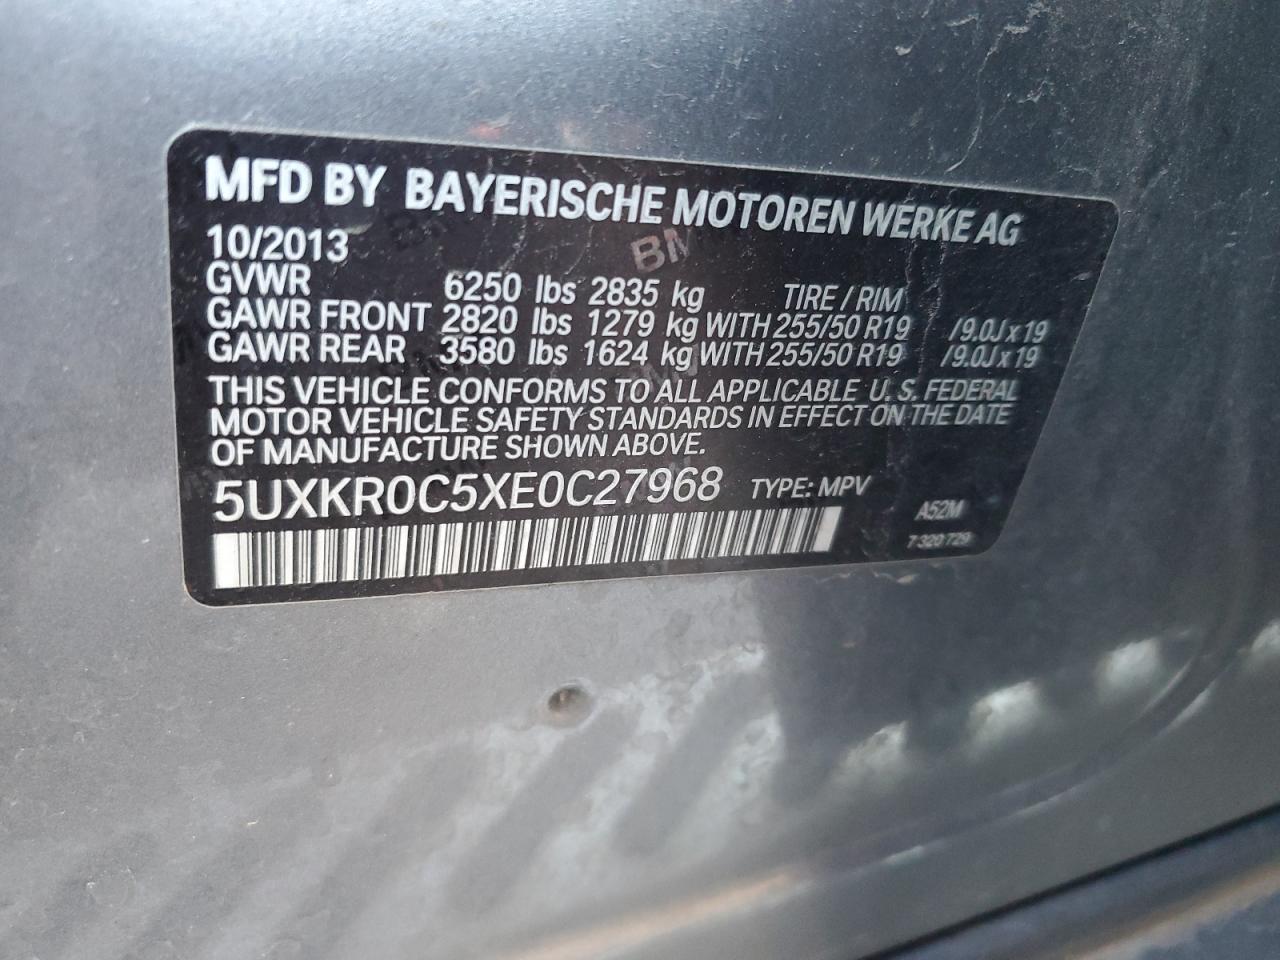 MFD BY BAYERISCHE MOTOREN WERKE AG
10/2013
GVWR 6250 lbs 2835 kg TIRE / RIM
GAWR FRONT 2820 lbs 1279 kg WITH 255/50 R19 /9.0J x 19
GAWR REAR 3580 lbs 1624 kg WITH 255/50 R19 /9.0J x 19
THIS VEHICLE CONFORMS TO ALL APPLICABLE U. S. FEDERAL
MOTOR VEHICLE SAFETY STANDARDS IN EFFECT ON THE DATE
OF MANUFACTURE SHOWN ABOVE.
5UXKR0C5XE0C27968 TYPE: MPV
A52M
7 320 729